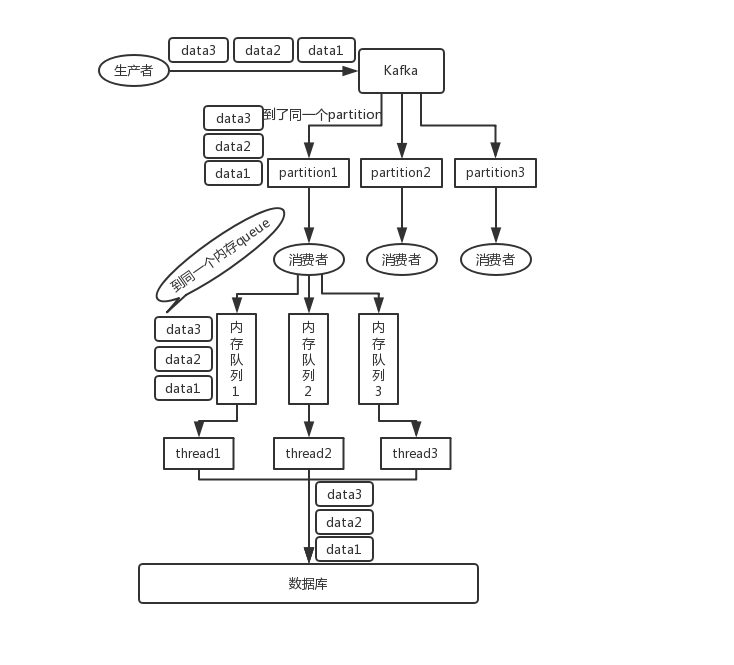 data3 data2 data1
生产者
Kafka
到了同一个partition
data3
data2
data1
partition1 partition2 partition3
到同一个内存queue
消费者 消费者 消费者
data3
data2
data1
内存队列1
内存队列2
内存队列3
thread1 thread2 thread3
data3
data2
data1
数据库